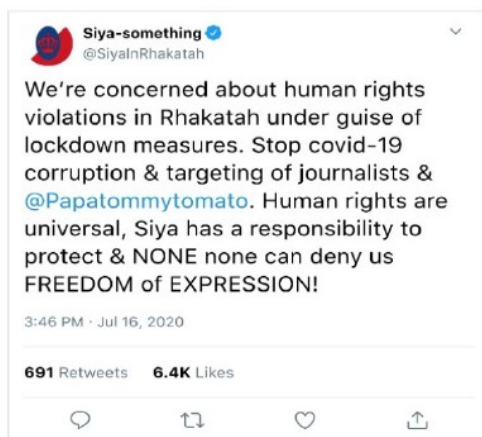 Siya-something
@SiyaInRhakatah
We're concerned about human rights
violations in Rhakatah under guise of
lockdown measures. Stop covid-19
corruption & targeting of journalists &
@Papatommytomato. Human rights are
universal, Siya has a responsibility to
protect & NONE none can deny us
FREEDOM of EXPRESSION!
3:46 PM · Jul 16, 2020
691 Retweets 6.4K Likes